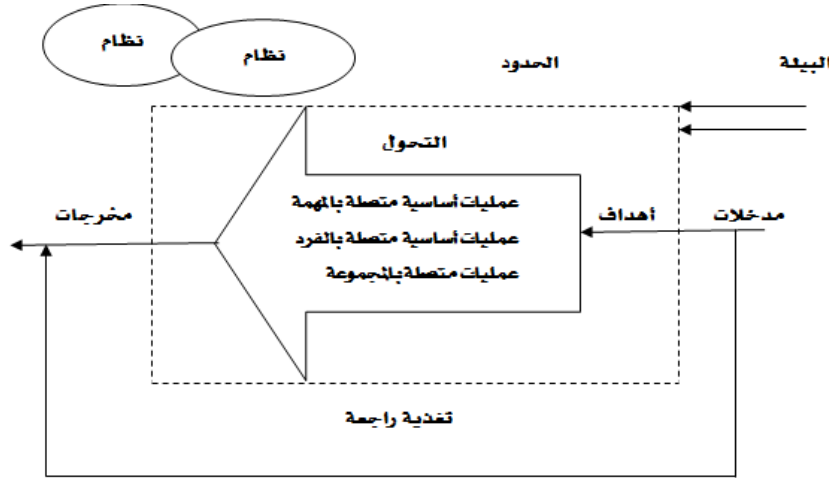 نظام
نظام
البيئة
الحدود
التحول
مدخلات
أهداف
عمليات أساسية متصلة بالمهمة
عمليات أساسية متصلة بالفرد
عمليات متصلة بالمجموعة
مخرجات
تغذية راجعة